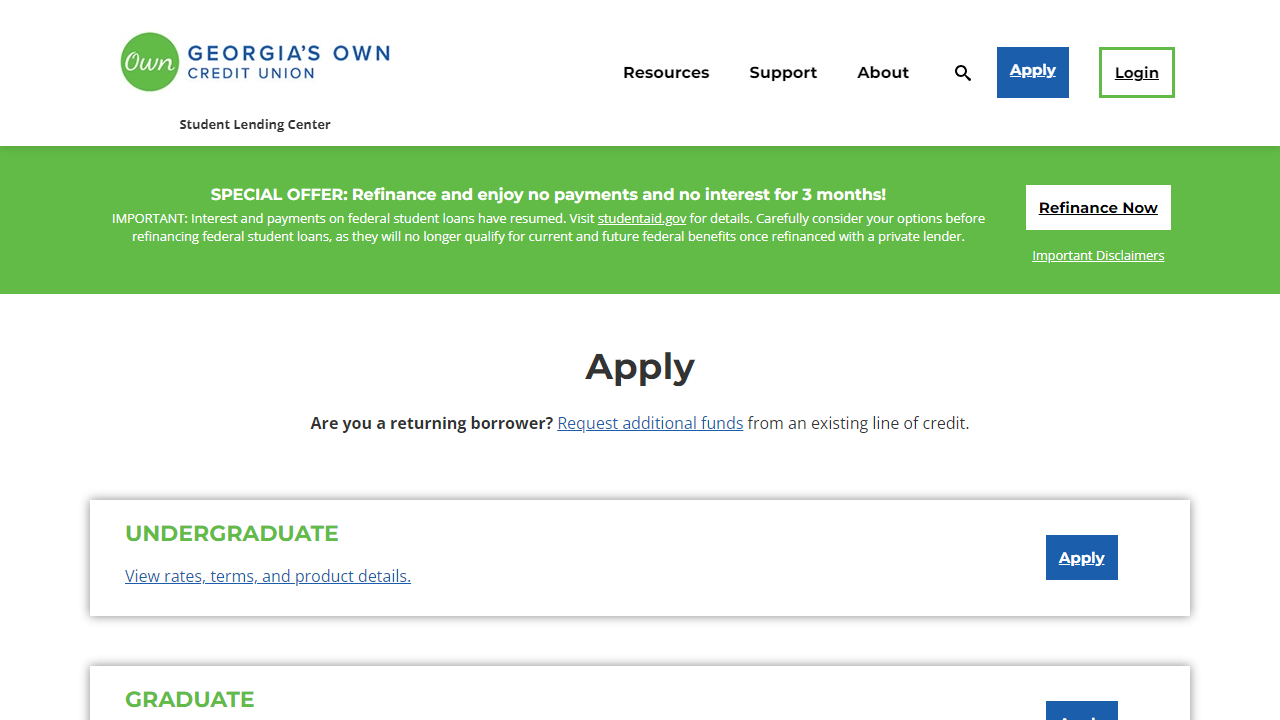 Own GEORGIA'S OWN
CREDIT UNION
Student Lending Center
Resources Support About Apply Login
SPECIAL OFFER: Refinance and enjoy no payments and no interest for 3 months!
IMPORTANT: Interest and payments on federal student loans have resumed. Visit studentaid.gov for details. Carefully consider your options before
refinancing federal student loans, as they will no longer qualify for current and future federal benefits once refinanced with a private lender.
Refinance Now
Important Disclaimers
Apply
Are you a returning borrower? Request additional funds from an existing line of credit.
UNDERGRADUATE
View rates, terms, and product details.
Apply
GRADUATE
Apply